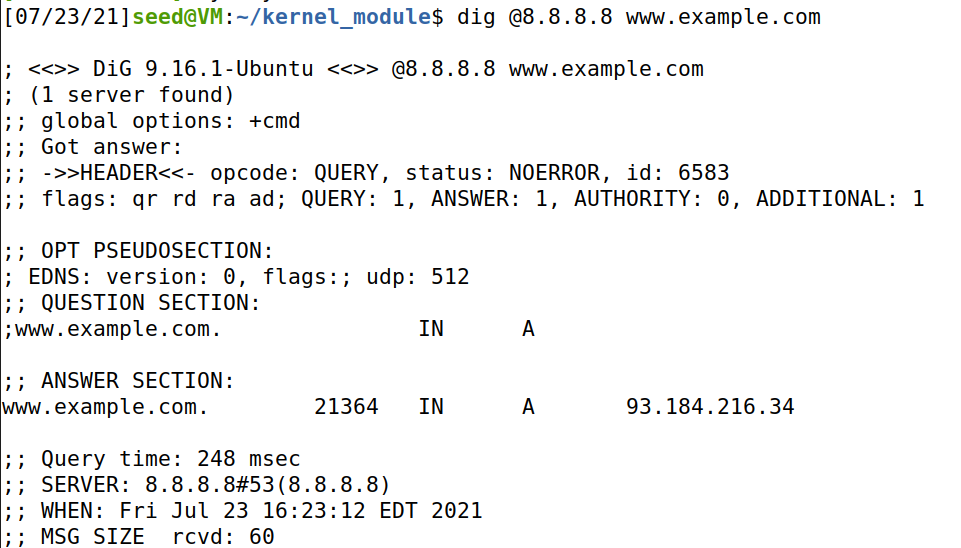 [07/23/21]seed@VM:~/kernel_module$ dig @8.8.8.8 www.example.com

; <<>> DiG 9.16.1-Ubuntu <<>> @8.8.8.8 www.example.com
; (1 server found)
;; global options: +cmd
;; Got answer:
;; ->>HEADER<<- opcode: QUERY, status: NOERROR, id: 6583
;; flags: qr rd ra ad; QUERY: 1, ANSWER: 1, AUTHORITY: 0, ADDITIONAL: 1

;; OPT PSEUDOSECTION:
; EDNS: version: 0, flags:; udp: 512
;; QUESTION SECTION:
;www.example.com.               IN      A

;; ANSWER SECTION:
www.example.com.        21364   IN      A       93.184.216.34

;; Query time: 248 msec
;; SERVER: 8.8.8.8#53(8.8.8.8)
;; WHEN: Fri Jul 23 16:23:12 EDT 2021
;; MSG SIZE  rcvd: 60